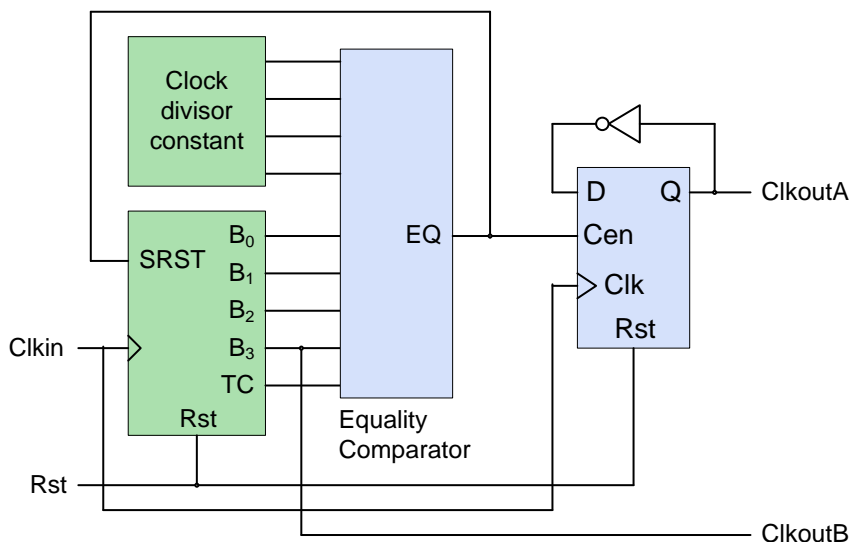 Clock
divisor
constant
SRST
B0
B1
B2
B3
TC
Rst
EQ
Equality
Comparator
D
Q
Cen
Clk
Rst
Clkin
Rst
ClkoutA
ClkoutB